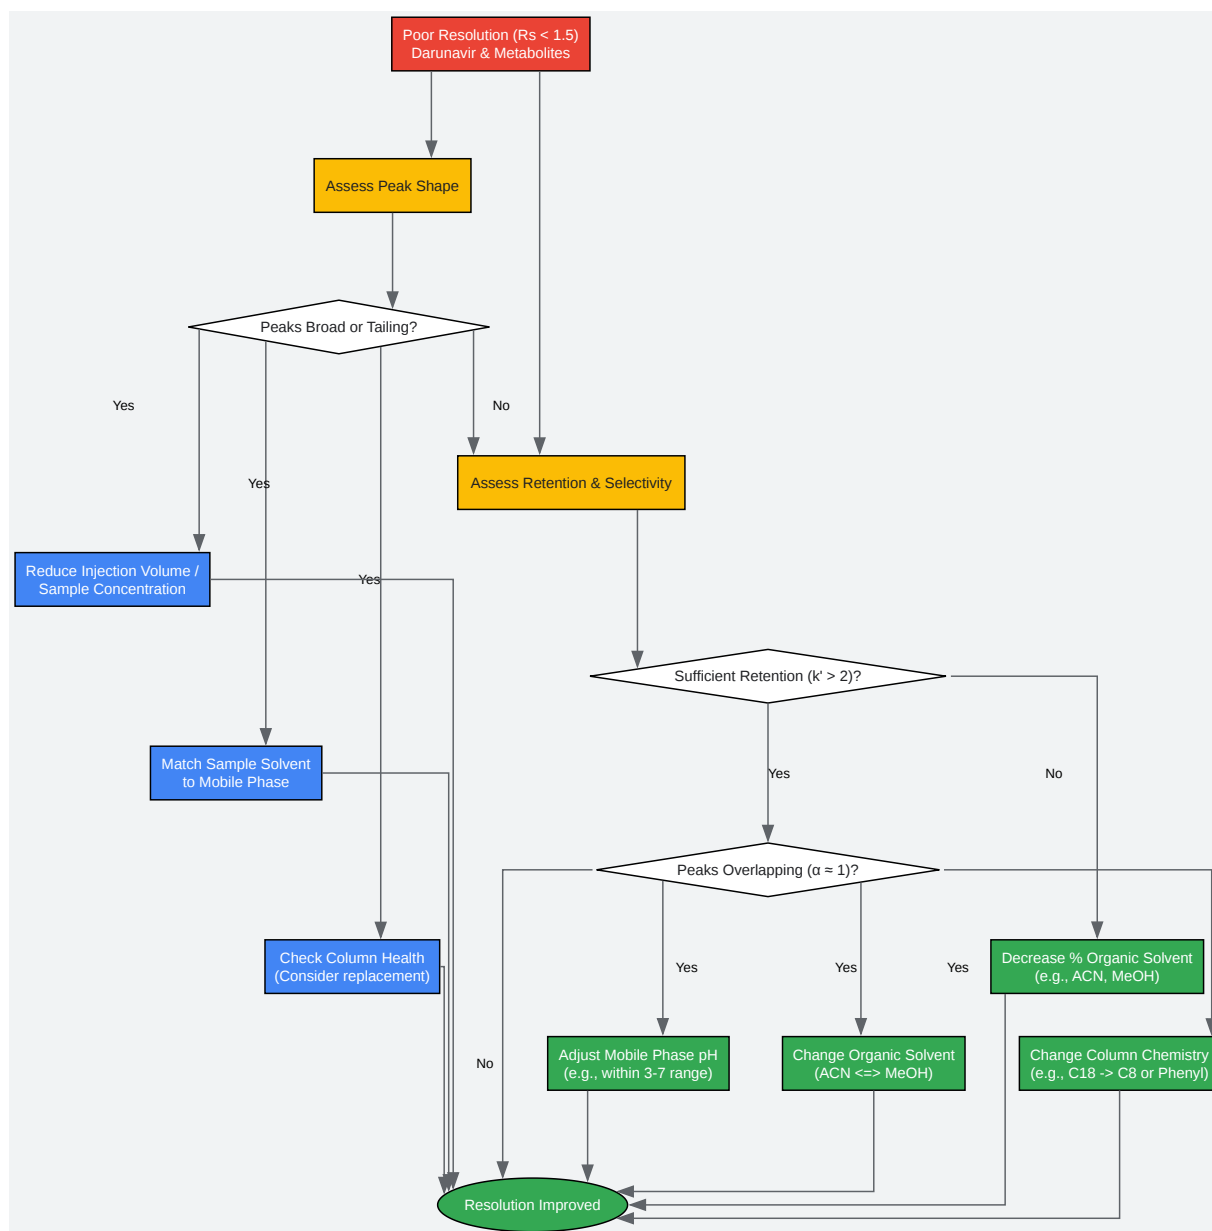 Poor Resolution (Rs < 1.5)
Darunavir & Metabolites
Assess Peak Shape
Peaks Broad or Tailing?
Yes
No
Yes
Assess Retention & Selectivity
Reduce Injection Volume /
Sample Concentration
Yes
Sufficient Retention (k' > 2)?
Match Sample Solvent
to Mobile Phase
Yes
No
Peaks Overlapping (α ≈ 1)?
Check Column Health
(Consider replacement)
Yes
Yes
Yes
Decrease % Organic Solvent
(e.g., ACN, MeOH)
No
Adjust Mobile Phase pH
(e.g., within 3-7 range)
Change Organic Solvent
(ACN <=> MeOH)
Change Column Chemistry
(e.g., C18 -> C8 or Phenyl)
Resolution Improved